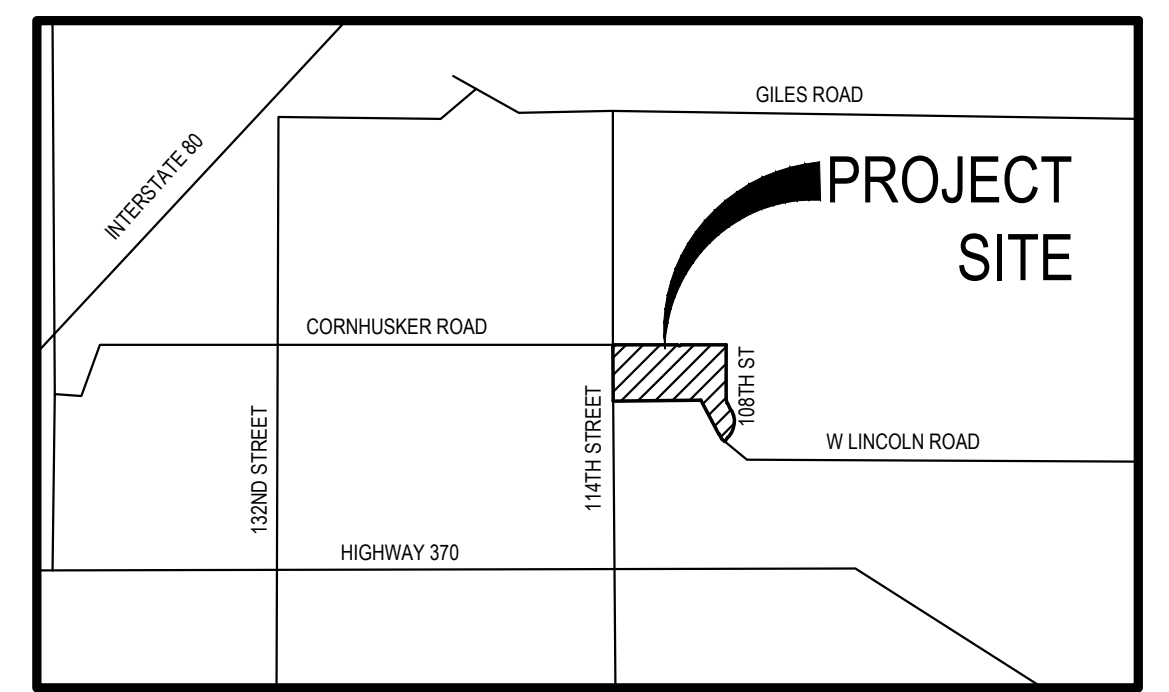 GILES ROAD
INTERSTATE 80
PROJECT
SITE
CORNHUSKER ROAD
108TH ST
132ND STREET
114TH STREET
W LINCOLN ROAD
HIGHWAY 370